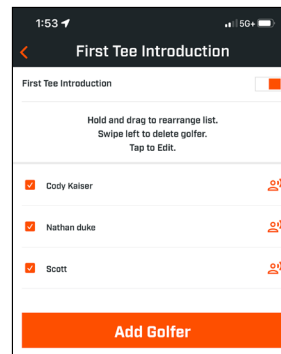 1:53
5G+
First Tee Introduction
First Tee Introduction
Hold and drag to rearrange list.
Swipe left to delete golfer.
Tap to Edit.
Cody Kaiser
Nathan duke
Scott
Add Golfer